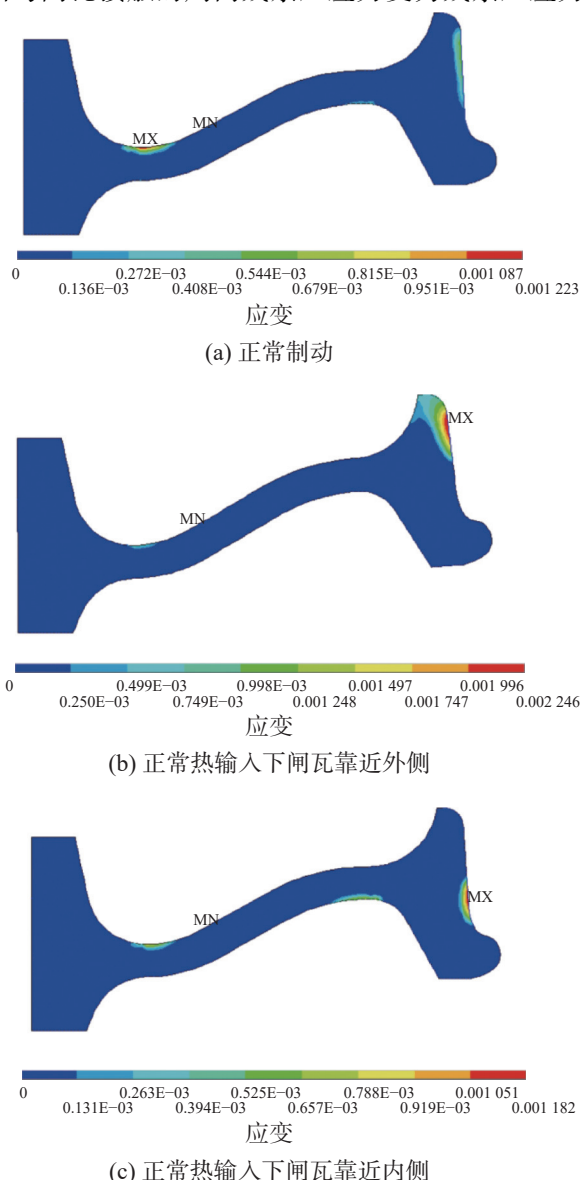 MX
MN
0 0.272E−03 0.544E−03 0.815E−03 0.001 087
0.136E−03 0.408E−03 0.679E−03 0.951E−03 0.001 223
应变
(a) 正常制动
MX
MN
0 0.499E−03 0.998E−03 0.001 497 0.001 996
0.250E−03 0.749E−03 0.001 248 0.001 747 0.002 246
应变
(b) 正常热输入下闸瓦靠近外侧
MX
MN
0 0.263E−03 0.525E−03 0.788E−03 0.001 051
0.131E−03 0.394E−03 0.657E−03 0.919E−03 0.001 182
应变
(c) 正常热输入下闸瓦靠近内侧